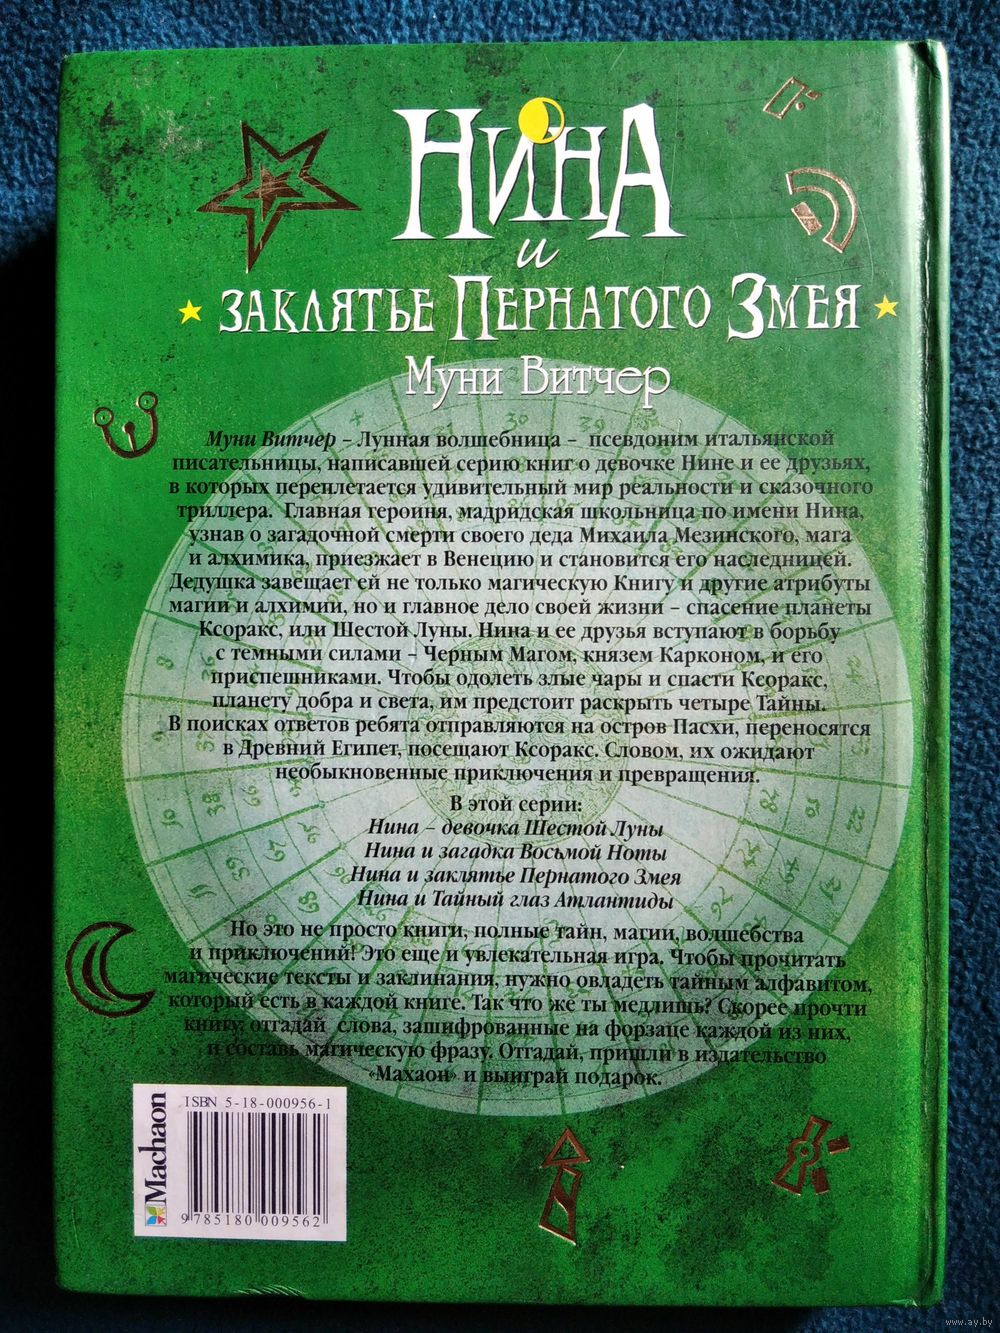 Нина
и
заклятье Пернатого Змея
Муни Витчер
Муни Витчер – Лунная волшебница – псевдоним итальянской
писательницы, написавшей серию книг о девочке Нине и ее друзьях,
в которых переплетается удивительный мир реальности и сказочного
триллера. Главная героиня, мадридская школьница по имени Нина,
узнав о загадочной смерти своего деда Михаила Мезинского, мага
и алхимика, приезжает в Венецию и становится его наследницей.
Дедушка завещает ей не только магическую Книгу и другие атрибуты
магии и алхимии, но и главное дело своей жизни – спасение планеты
Ксоракс, или Шестой Луны. Нина и ее друзья вступают в борьбу
с темными силами – Черным Магом, князем Карконом, и его
приспешниками. Чтобы одолеть злые чары и спасти Ксоракс,
планету добра и света, им предстоит раскрыть четыре Тайны.
В поисках ответов ребята отправляются на остров Пасхи, переносятся
в Древний Египет, посещают Ксоракс. Словом, их ожидают
необыкновенные приключения и превращения.
В этой серии:
Нина – девочка Шестой Луны
Нина и загадка Восьмой Ноты
Нина и заклятье Пернатого Змея
Нина и Тайный глаз Атлантиды
Но это не просто книги, полные тайн, магии, волшебства
и приключений! Это еще и увлекательная игра. Чтобы прочитать
магические тексты и заклинания, нужно овладеть тайным алфавитом,
который есть в каждой книге. Так что же ты медлишь? Скорее прочти
книгу, отгадай слова, зашифрованные на форзаце каждой из них,
и составь магическую фразу. Отгадай, пришли в издательство
«Махаон» и выиграй подарок.
Machaon
ISBN 5-18-000956-1
9 785180 009562
www.ay.by